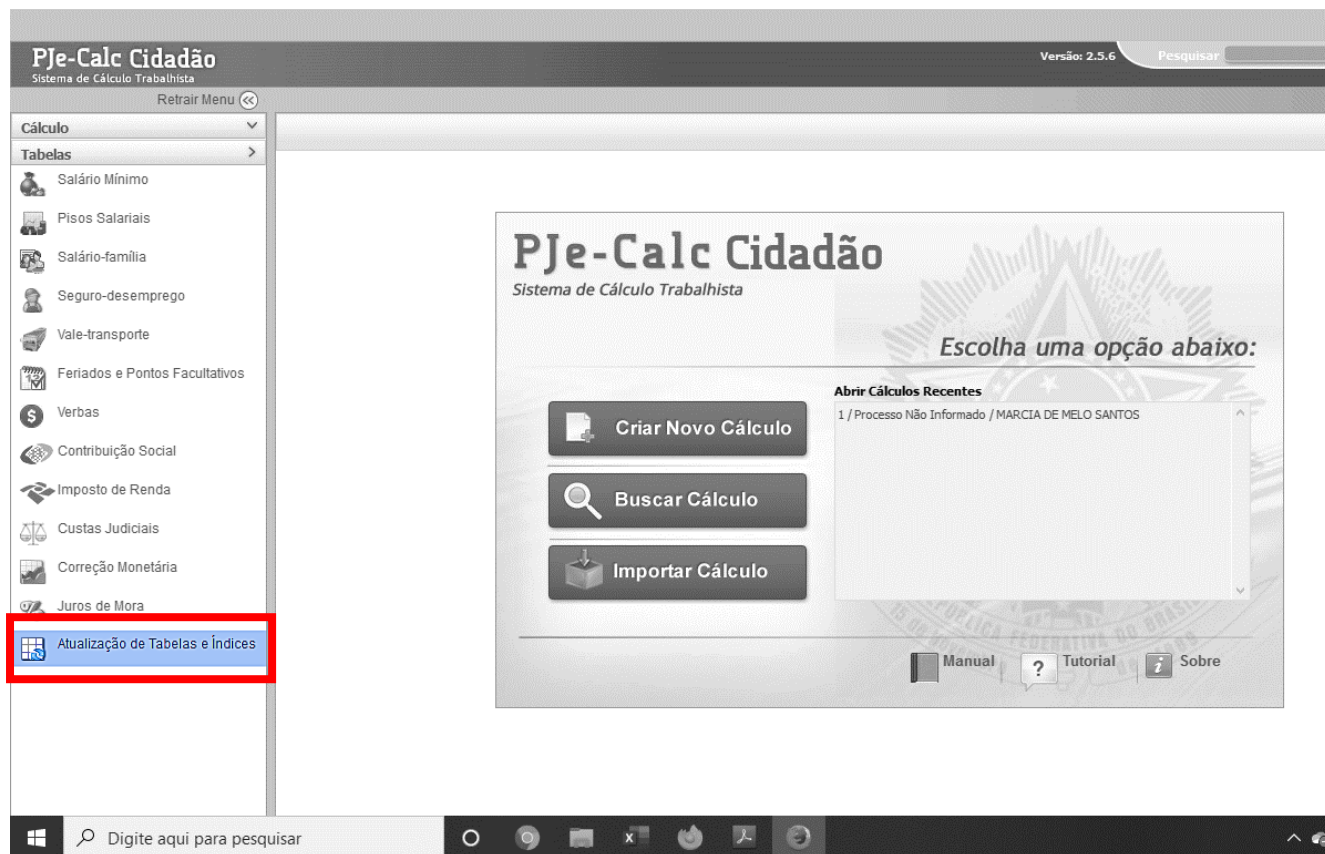 PJe-Calc Cidadão
Sistema de Cálculo Trabalhista
Versão: 2.5.6
Pesquisar
Retrair Menu
Cálculo
Tabelas
Salário Mínimo
Pisos Salariais
Salário-família
Seguro-desemprego
Vale-transporte
Feriados e Pontos Facultativos
Verbas
Contribuição Social
Imposto de Renda
Custas Judiciais
Correção Monetária
Juros de Mora
Atualização de Tabelas e Índices
PJe-Calc Cidadão
Sistema de Cálculo Trabalhista
Escolha uma opção abaixo:
Criar Novo Cálculo
Buscar Cálculo
Importar Cálculo
Abrir Cálculos Recentes
1 / Processo Não Informado / MARCIA DE MELO SANTOS
Manual
Tutorial
Sobre
Digite aqui para pesquisar